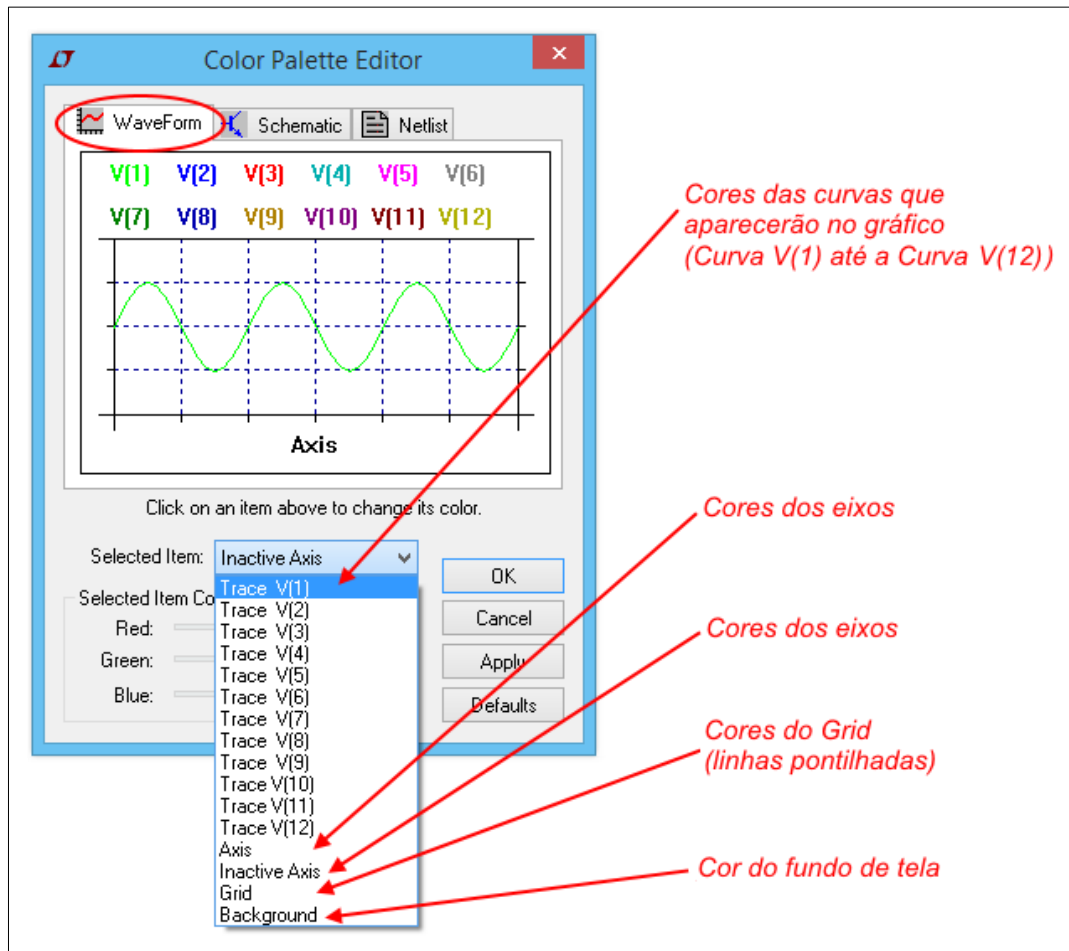 Color Palette Editor
WaveForm
Schematic
Netlist
V(1) V(2) V(3) V(4) V(5) V(6)
V(7) V(8) V(9) V(10) V(11) V(12)
Axis
Click on an item above to change its color.
Selected Item: Inactive Axis
Selected Item Co
Red:
Green:
Blue:
Trace V(1)
Trace V(2)
Trace V(3)
Trace V(4)
Trace V(5)
Trace V(6)
Trace V(7)
Trace V(8)
Trace V(9)
Trace V(10)
Trace V(11)
Trace V(12)
Axis
Inactive Axis
Grid
Background
OK
Cancel
Apply
Defaults
Cores das curvas que
aparecerão no gráfico
(Curva V(1) até a Curva V(12))
Cores dos eixos
Cores dos eixos
Cores do Grid
(linhas pontilhadas)
Cor do fundo de tela